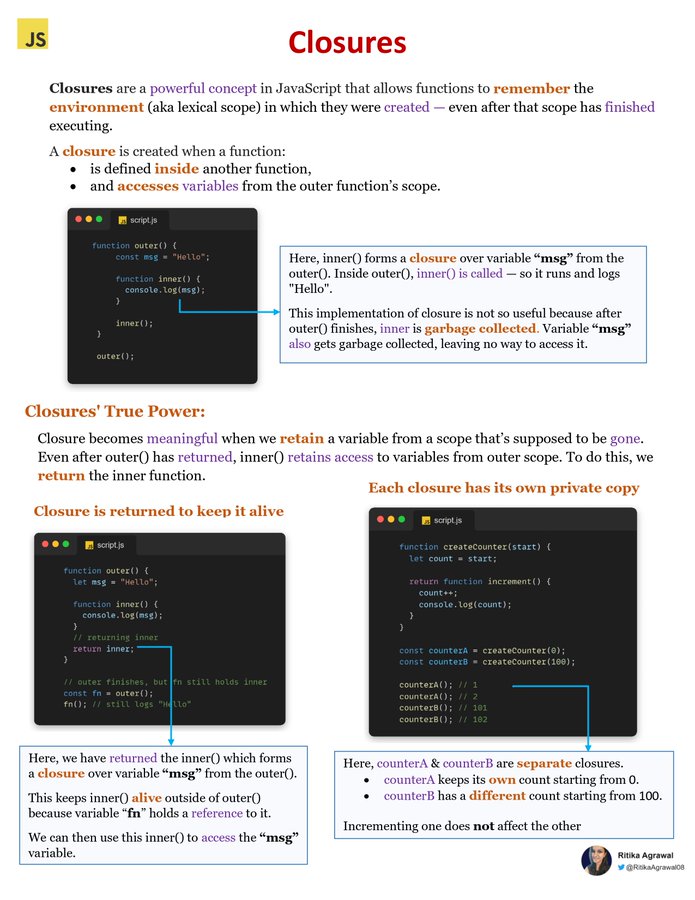 JS
Closures
Closures are a powerful concept in JavaScript that allows functions to remember the
environment (aka lexical scope) in which they were created — even after that scope has finished
executing.
A closure is created when a function:
• is defined inside another function,
• and accesses variables from the outer function's scope.
script.js
function outer() {
const msg = "Hello";
function inner() {
console.log(msg);
}
inner();
}
outer();
Here, inner() forms a closure over variable “msg” from the
outer(). Inside outer(), inner() is called — so it runs and logs
"Hello".
This implementation of closure is not so useful because after
outer() finishes, inner is garbage collected. Variable “msg”
also gets garbage collected, leaving no way to access it.
Closures' True Power:
Closure becomes meaningful when we retain a variable from a scope that's supposed to be gone.
Even after outer() has returned, inner() retains access to variables from outer scope. To do this, we
return the inner function.
Closure is returned to keep it alive
script.js
function outer() {
let msg = "Hello";
function inner() {
console.log(msg);
}
// returning inner
return inner;
}
// outer finishes, but fn still holds inner
const fn = outer();
fn(); // still logs "Hello"
Here, we have returned the inner() which forms
a closure over variable “msg” from the outer().
This keeps inner() alive outside of outer()
because variable “fn” holds a reference to it.
We can then use this inner() to access the “msg”
variable.
Each closure has its own private copy
script.js
function createCounter(start) {
let count = start;
return function increment() {
count++;
console.log(count);
}
}
const counterA = createCounter(0);
const counterB = createCounter(100);
counterA(); // 1
counterA(); // 2
counterB(); // 101
counterB(); // 102
Here, counterA & counterB are separate closures.
• counterA keeps its own count starting from 0.
• counterB has a different count starting from 100.
Incrementing one does not affect the other
Ritika Agrawal
@RitikaAgrawal08